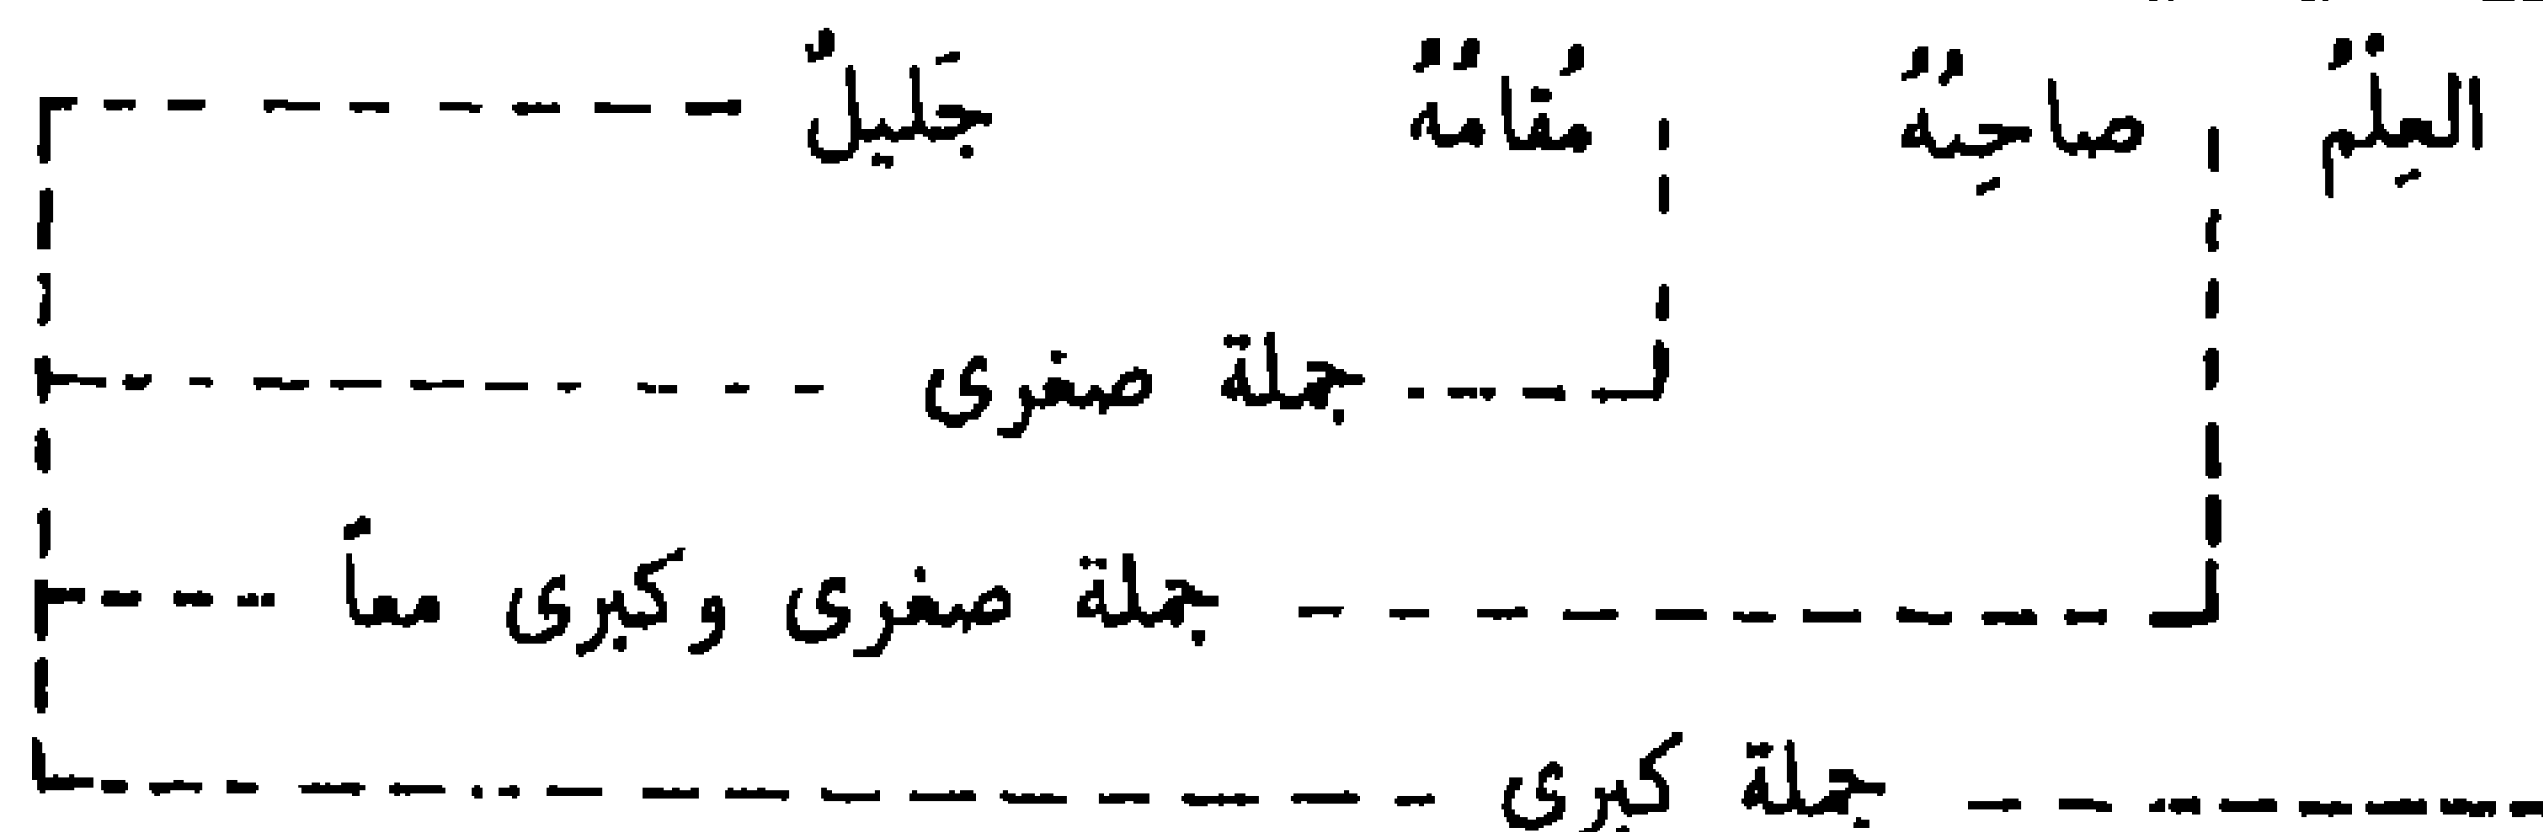 العِلْمُ صاحِبُهُ مُقامُهُ جَليلٌ
جملة صغرى
جملة صغرى وكبرى معاً
جملة كبرى